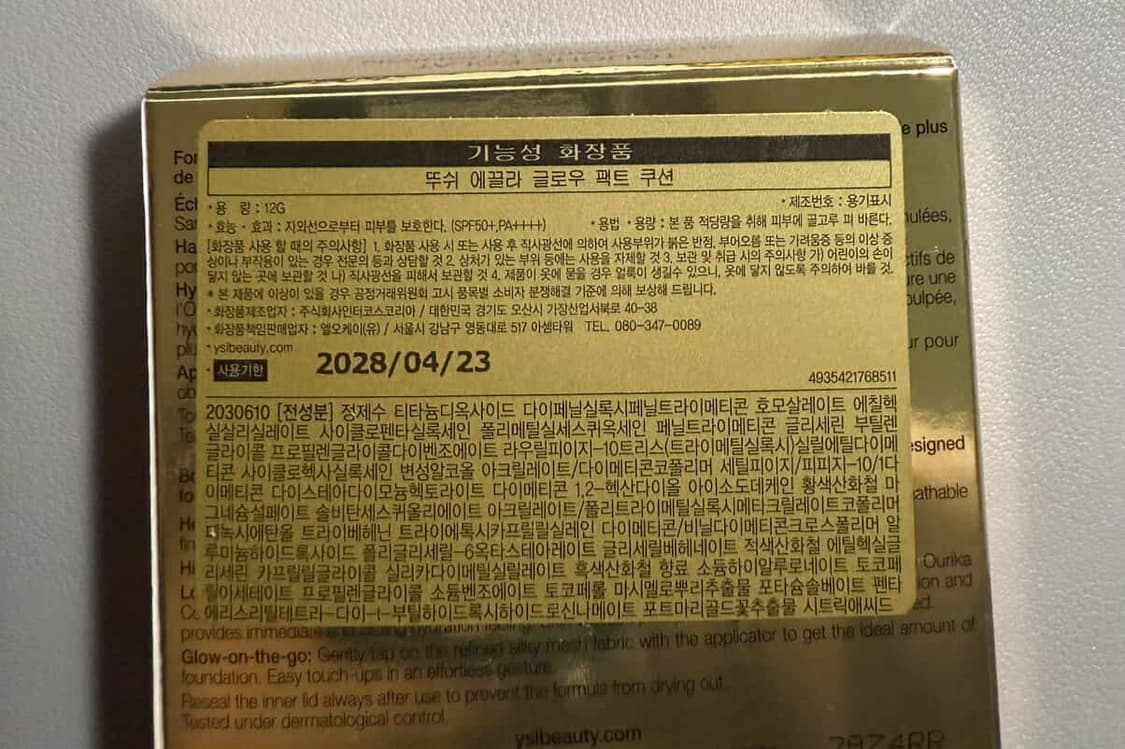 e plus
For
de
기능성 화장품
뚜쉬 에끌라 글로우 팩트 쿠션
Écl
• 용 량 : 12G • 제조번호 : 용기표시
• 효능 • 효과 : 자외선으로부터 피부를 보호한다. (SPF50+,PA++++) • 용법 • 용량 : 본 품 적당량을 취해 피부에 골고루 펴 바른다.
[화장품 사용 할 때의 주의사항] 1. 화장품 사용 시 또는 사용 후 직사광선에 의하여 사용부위가 붉은 반점, 부어오름 또는 가려움증 등의 이상 증
상이나 부작용이 있는 경우 전문의 등과 상담할 것 2. 상처가 있는 부위 등에는 사용을 자제할 것 3. 보관 및 취급 시의 주의사항 가) 어린이의 손이
닿지 않는 곳에 보관할 것 나) 직사광선을 피해서 보관할 것 4. 제품이 옷에 묻을 경우 얼룩이 생길수 있으니, 옷에 닿지 않도록 주의하여 바를 것.
* 본 제품에 이상이 있을 경우 공정거래위원회 고시 품목별 소비자 분쟁해결 기준에 의해 보상해 드립니다.
• 화장품제조업자 : 주식회사인터코스코리아 / 대한민국 경기도 오산시 가장산업서북로 40-38
• 화장품책임판매업자 : 엘오케이(유) / 서울시 강남구 영동대로 517 아셈타워 TEL. 080-347-0089
• yslbeauty.com
• 사용기한 2028/04/23
4935421768511
2030610 [전성분] 정제수 티타늄디옥사이드 다이페닐실록시페닐트라이메티콘 호모살레이트 에칠헥
실살리실레이트 사이클로펜타실록세인 폴리메틸실세스퀴옥세인 페닐트라이메티콘 글리세린 부틸렌
글라이콜 프로필렌글라이콜다이벤조에이트 라우릴피이지-10트리스(트라이메틸실록시)실릴에틸다이메
티콘 사이클로헥사실록세인 변성알코올 아크릴레이트/다이메티콘코폴리머 세틸피이지/피피지-10/1다
이메티콘 다이스테아다이모늄헥토라이트 다이메티콘 1,2-헥산다이올 아이소도데케인 황색산화철 마
그네슘설페이트 솔비탄세스퀴올리에이트 아크릴레이트/폴리트라이메틸실록시메타크릴레이트코폴리머
페녹시에탄올 트라이베헤닌 트라이에톡시카프릴릴실레인 다이메티콘/비닐다이메티콘크로스폴리머 알
루미늄하이드록사이드 폴리글리세릴-6옥타스테아레이트 글리세릴베헤네이트 적색산화철 에틸헥실글
리세린 카프릴릴글라이콜 실리카다이메틸실릴레이트 흑색산화철 향료 소듐하이알루로네이트 토코페
릴아세테이트 프로필렌글라이콜 소듐벤조에이트 토코페롤 마시멜로뿌리추출물 포타슘솔베이트 펜타
에리스리틸테트라-다이-t-부틸하이드록시하이드로신나메이트 포트마리골드꽃추출물 시트릭애씨드
ulées,
ctifs de
ure une
oulpée,
ur pour
esigned
athable
Ourika
ion and
ed.
provides immediate and lasting hydration feeling.
Glow-on-the-go: Gently tap on the refined silky mesh fabric with the applicator to get the ideal amount of
foundation. Easy touch-ups in an effortless gesture.
Reseal the inner lid always after use to prevent the formula from drying out.
Tested under dermatological control.
yslbeauty.com